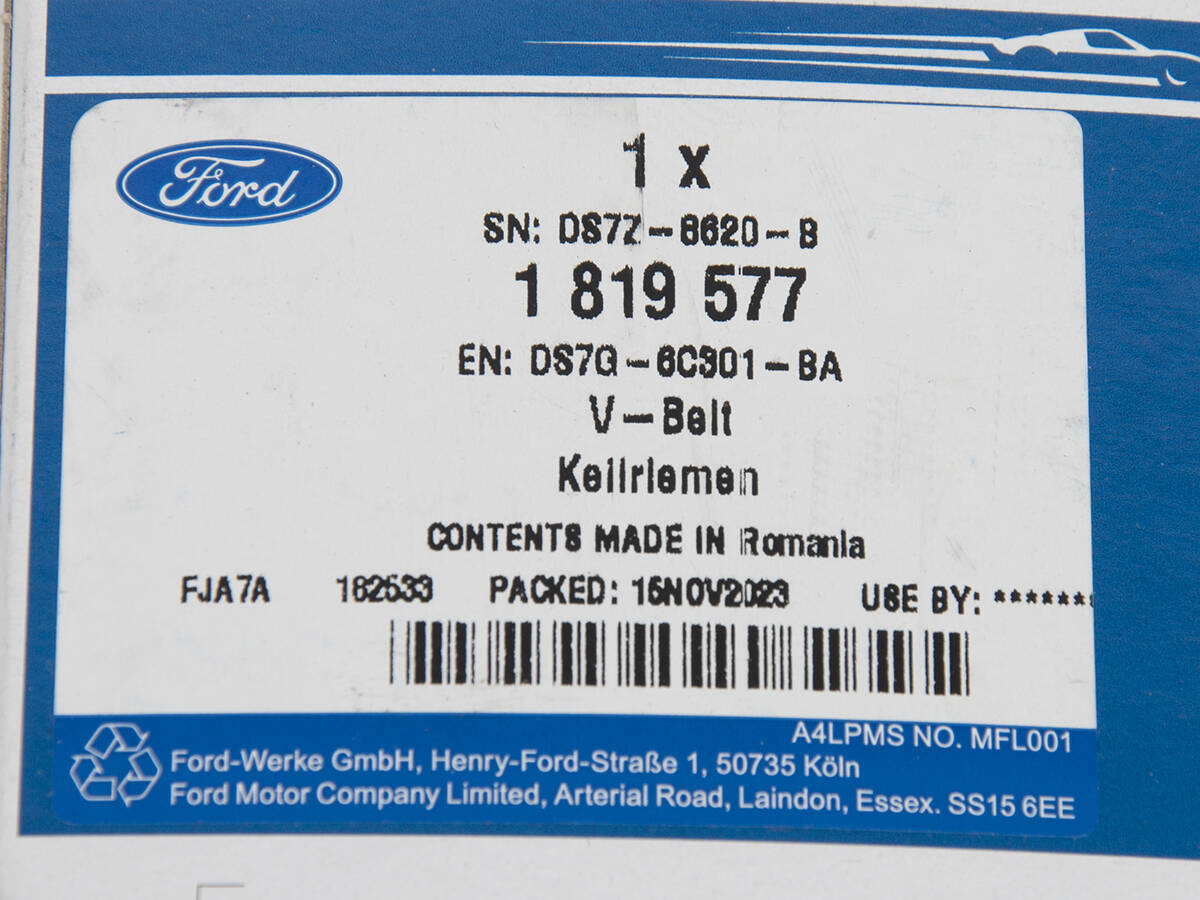 Ford
1 x
SN: DS7Z-8620-B
1 819 577
EN: DS7G-6C301-BA
V-Belt
Keilriemen
CONTENTS MADE IN Romania
FJA7A 162533 PACKED: 15NOV2023 USE BY: *******
A4LPMS NO. MFL001
Ford-Werke GmbH, Henry-Ford-Straße 1, 50735 Köln
Ford Motor Company Limited, Arterial Road, Laindon, Essex. SS15 6EE